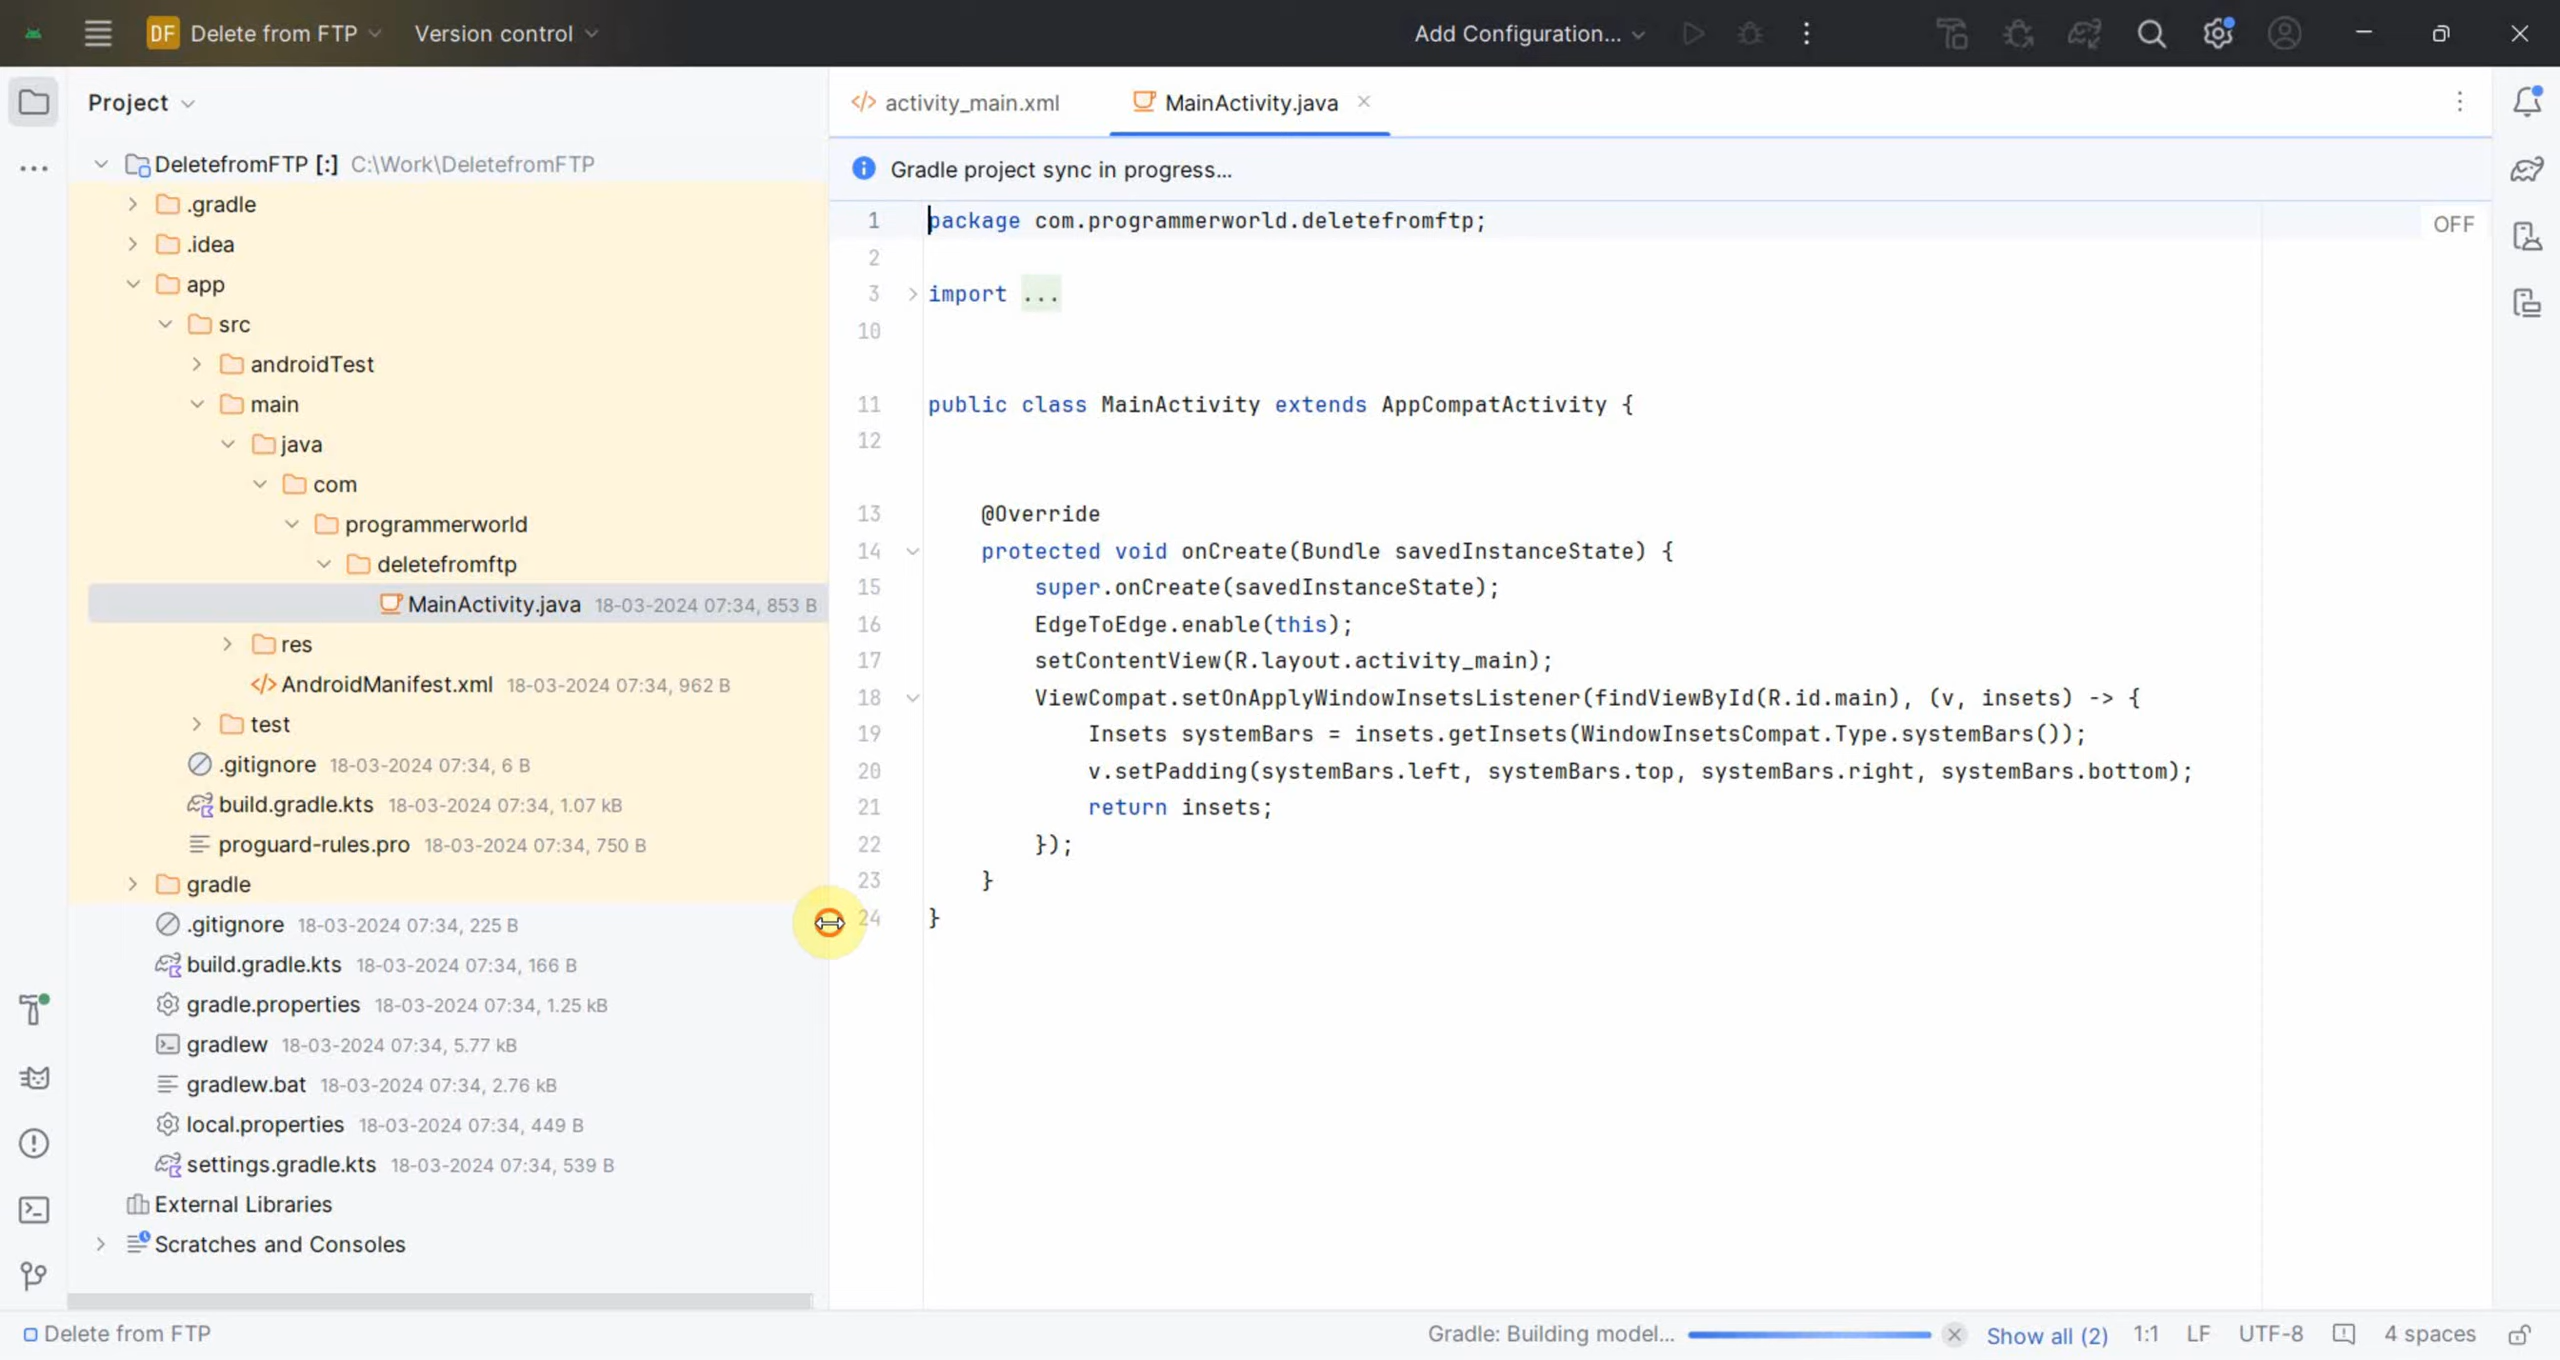 DF Delete from FTP Version control Add Configuration...
Project
DeletefromFTP [:] C:\Work\DeletefromFTP
.gradle
.idea
app
src
androidTest
main
java
com
programmerworld
deletefromftp
MainActivity.java 18-03-2024 07:34, 853 B
res
AndroidManifest.xml 18-03-2024 07:34, 962 B
test
.gitignore 18-03-2024 07:34, 6 B
build.gradle.kts 18-03-2024 07:34, 1.07 kB
proguard-rules.pro 18-03-2024 07:34, 750 B
gradle
.gitignore 18-03-2024 07:34, 225 B
build.gradle.kts 18-03-2024 07:34, 166 B
gradle.properties 18-03-2024 07:34, 1.25 kB
gradlew 18-03-2024 07:34, 5.77 kB
gradlew.bat 18-03-2024 07:34, 2.76 kB
local.properties 18-03-2024 07:34, 449 B
settings.gradle.kts 18-03-2024 07:34, 539 B
External Libraries
Scratches and Consoles
activity_main.xml MainActivity.java
Gradle project sync in progress...
1 package com.programmerworld.deletefromftp; OFF
2
3 import ...
10
11 public class MainActivity extends AppCompatActivity {
12
13 @Override
14 protected void onCreate(Bundle savedInstanceState) {
15 super.onCreate(savedInstanceState);
16 EdgeToEdge.enable(this);
17 setContentView(R.layout.activity_main);
18 ViewCompat.setOnApplyWindowInsetsListener(findViewById(R.id.main), (v, insets) -> {
19 Insets systemBars = insets.getInsets(WindowInsetsCompat.Type.systemBars());
20 v.setPadding(systemBars.left, systemBars.top, systemBars.right, systemBars.bottom);
21 return insets;
22 });
23 }
24 }
Delete from FTP Gradle: Building model... Show all (2) 1:1 LF UTF-8 4 spaces